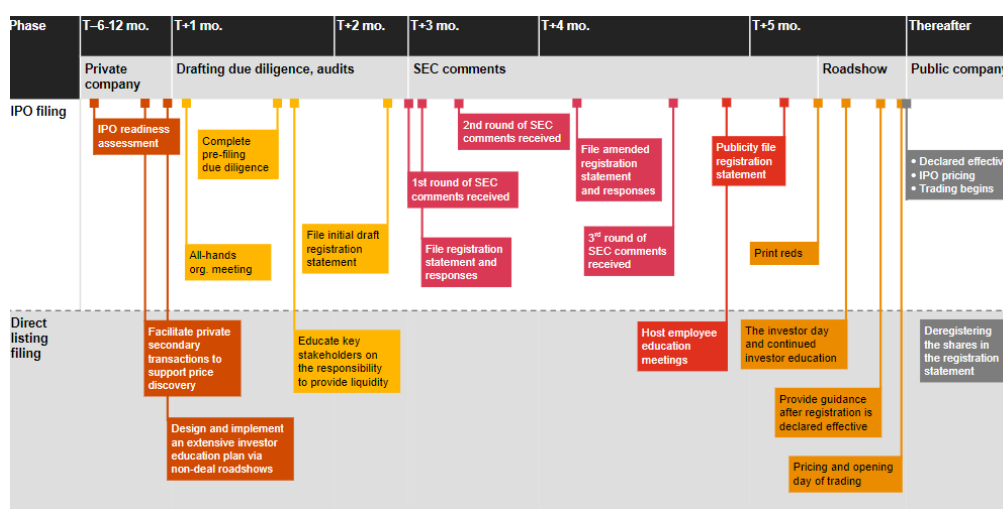 Phase
T–6-12 mo.
T+1 mo.
T+2 mo.
T+3 mo.
T+4 mo.
T+5 mo.
Thereafter
Private
company
Drafting due diligence, audits
SEC comments
Roadshow
Public company
IPO filing
IPO readiness
assessment
Complete
pre-filing
due diligence
All-hands
org. meeting
File initial draft
registration
statement
1st round of SEC
comments received
File registration
statement and
responses
2nd round of SEC
comments received
File amended
registration
statement
and responses
3rd round of
SEC comments
received
Publicity file
registration
statement
Print reds
• Declared effective
• IPO pricing
• Trading begins
Direct
listing
filing
Facilitate private
secondary
transactions to
support price
discovery
Design and implement
an extensive investor
education plan via
non-deal roadshows
Educate key
stakeholders on
the responsibility
to provide liquidity
Host employee
education
meetings
The investor day
and continued
investor education
Provide guidance
after registration is
declared effective
Pricing and opening
day of trading
Deregistering
the shares in
the registration
statement